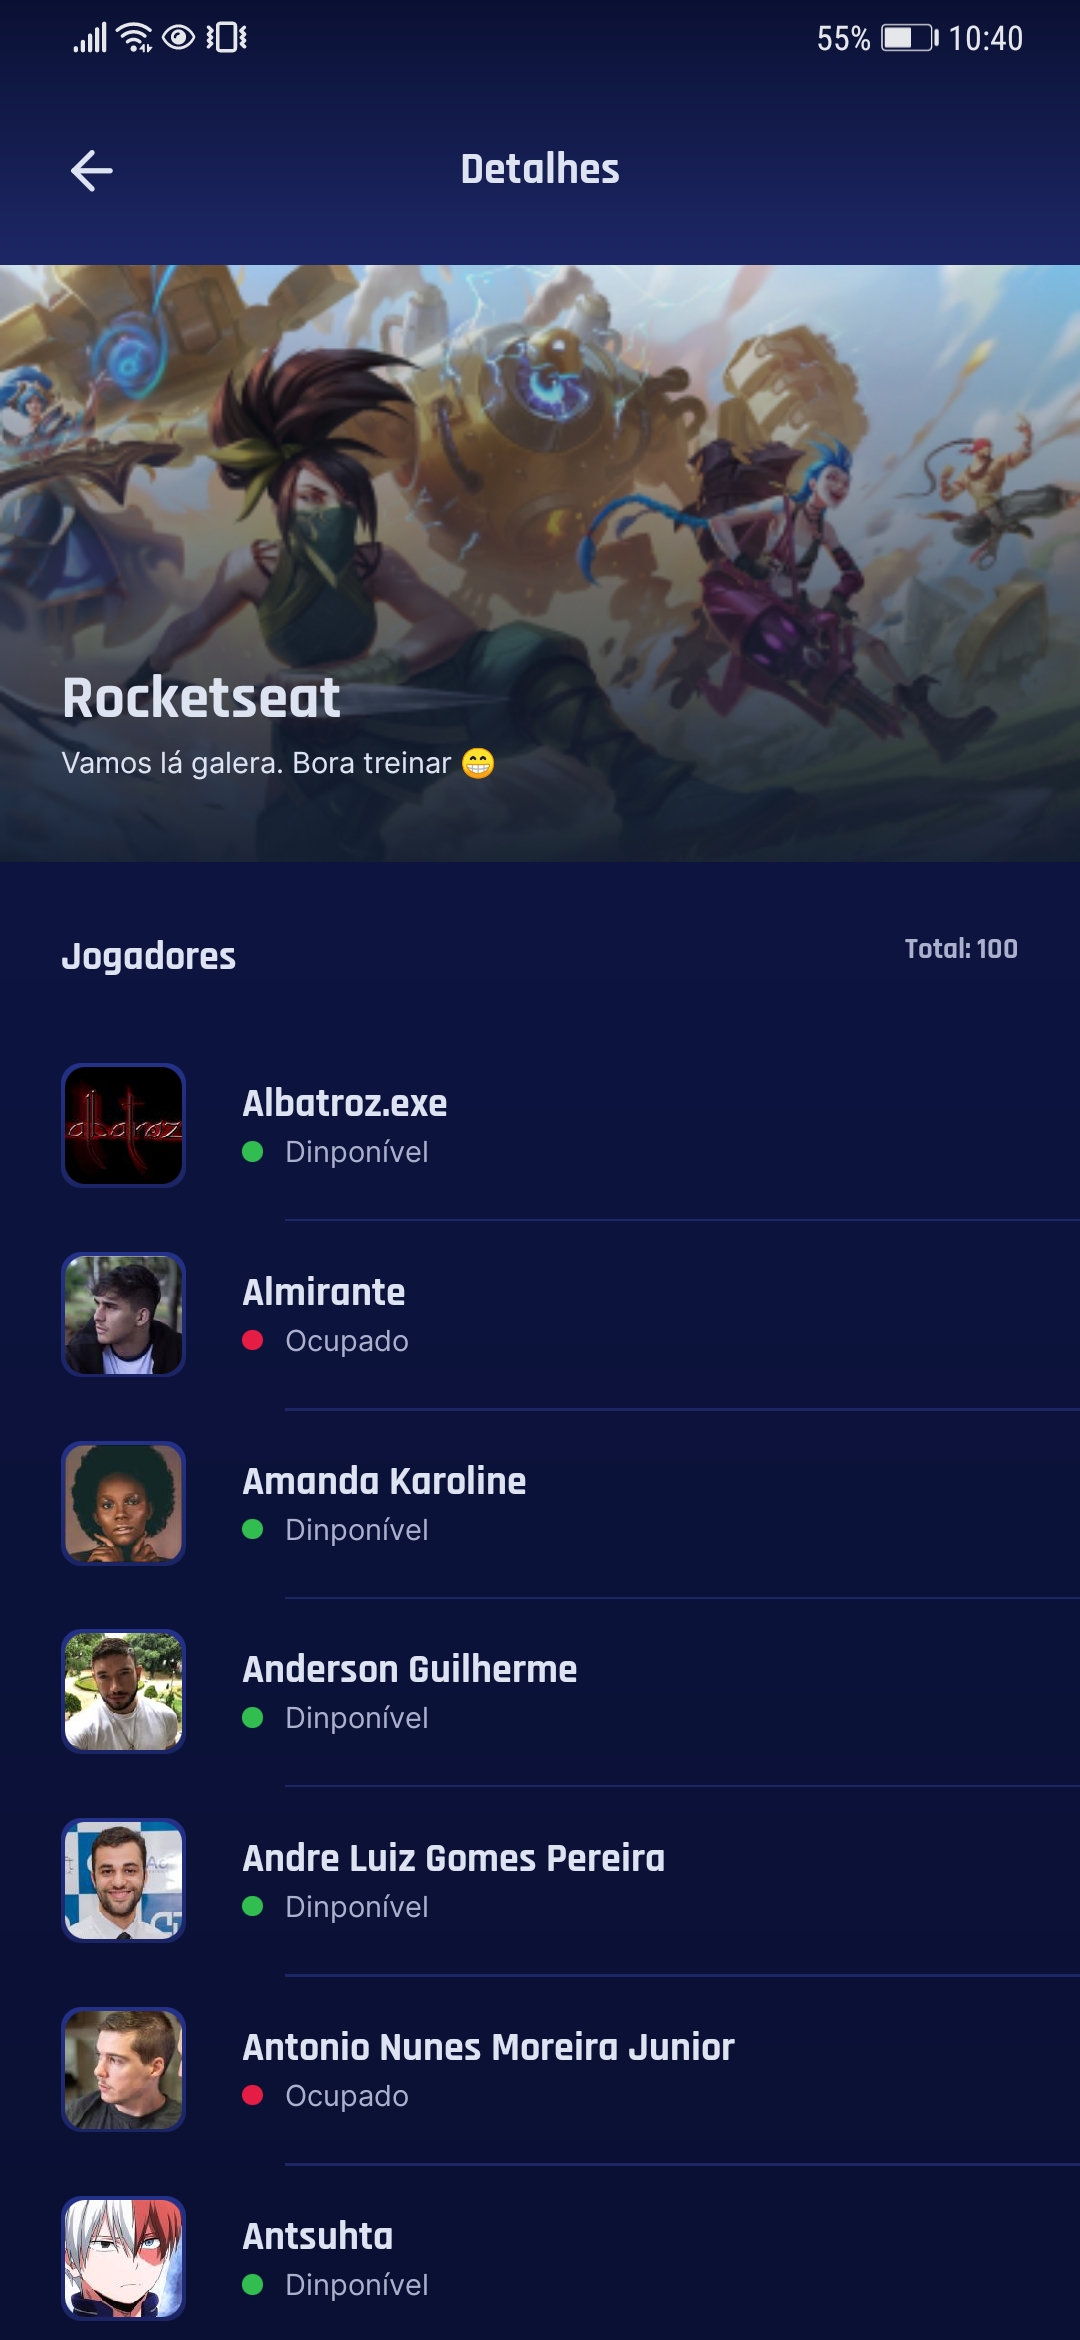 55% 10:40
Detalhes
Rocketseat
Vamos lá galera. Bora treinar 😁
Jogadores
Total: 100
albatroz
Albatroz.exe
Dinponível
Almirante
Ocupado
Amanda Karoline
Dinponível
Anderson Guilherme
Dinponível
Andre Luiz Gomes Pereira
Dinponível
Antonio Nunes Moreira Junior
Ocupado
Antsuhta
Dinponível